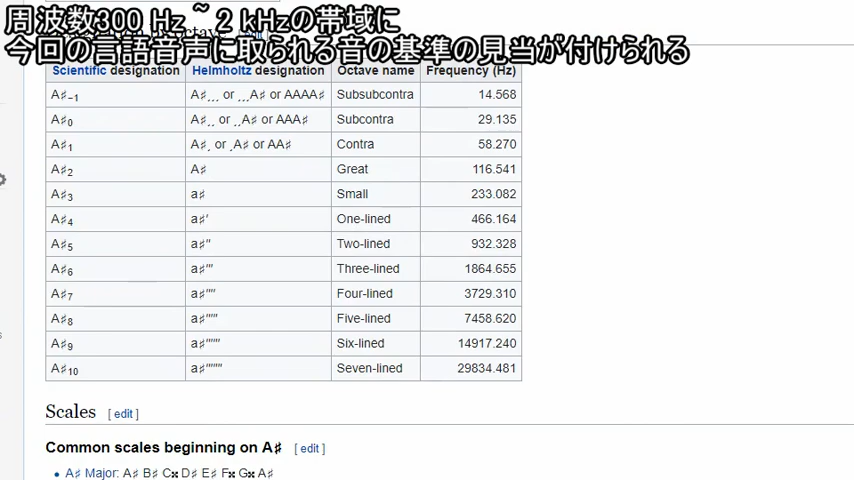 周波数300 Hz ~ 2 kHzの帯域に
今回の言語音声に取られる音の基準の見当が付けられる
[edit]
Scientific designation Helmholtz designation Octave name Frequency (Hz)
A♯₋₁ A♯͵͵͵ or ͵͵͵A♯ or AAAA♯ Subsubcontra 14.568
A♯₀ A♯͵͵ or ͵͵A♯ or AAA♯ Subcontra 29.135
A♯₁ A♯͵ or ͵A♯ or AA♯ Contra 58.270
A♯₂ A♯ Great 116.541
A♯₃ a♯ Small 233.082
A♯₄ a♯′ One-lined 466.164
A♯₅ a♯′′ Two-lined 932.328
A♯₆ a♯′′′ Three-lined 1864.655
A♯₇ a♯′′′′ Four-lined 3729.310
A♯₈ a♯′′′′′ Five-lined 7458.620
A♯₉ a♯′′′′′′ Six-lined 14917.240
A♯₁₀ a♯′′′′′′′ Seven-lined 29834.481
Scales [ edit ]
Common scales beginning on A♯ [ edit ]
• A♯ Major: A♯ B♯ C𝄪 D♯ E♯ F𝄪 G𝄪 A♯